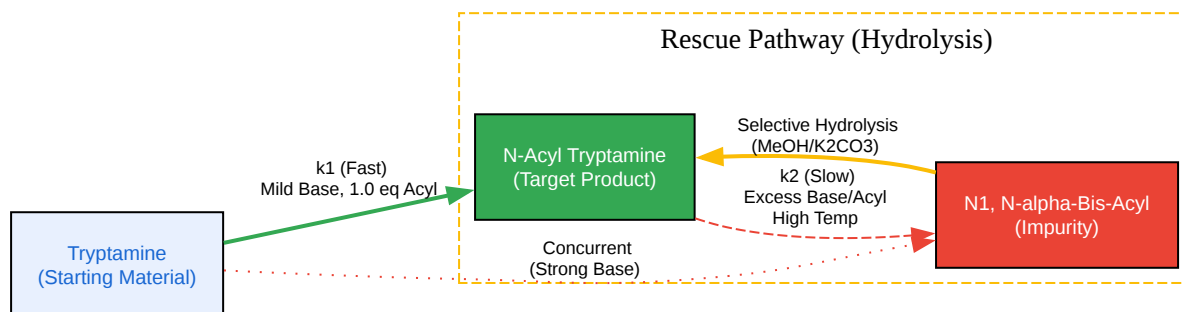 Rescue Pathway (Hydrolysis)
Selective Hydrolysis
(MeOH/K2CO3)
N-Acyl Tryptamine
(Target Product)
k1 (Fast)
Mild Base, 1.0 eq Acyl
k2 (Slow)
Excess Base/Acyl
High Temp
N1, N-alpha-Bis-Acyl
(Impurity)
Tryptamine
(Starting Material)
Concurrent
(Strong Base)